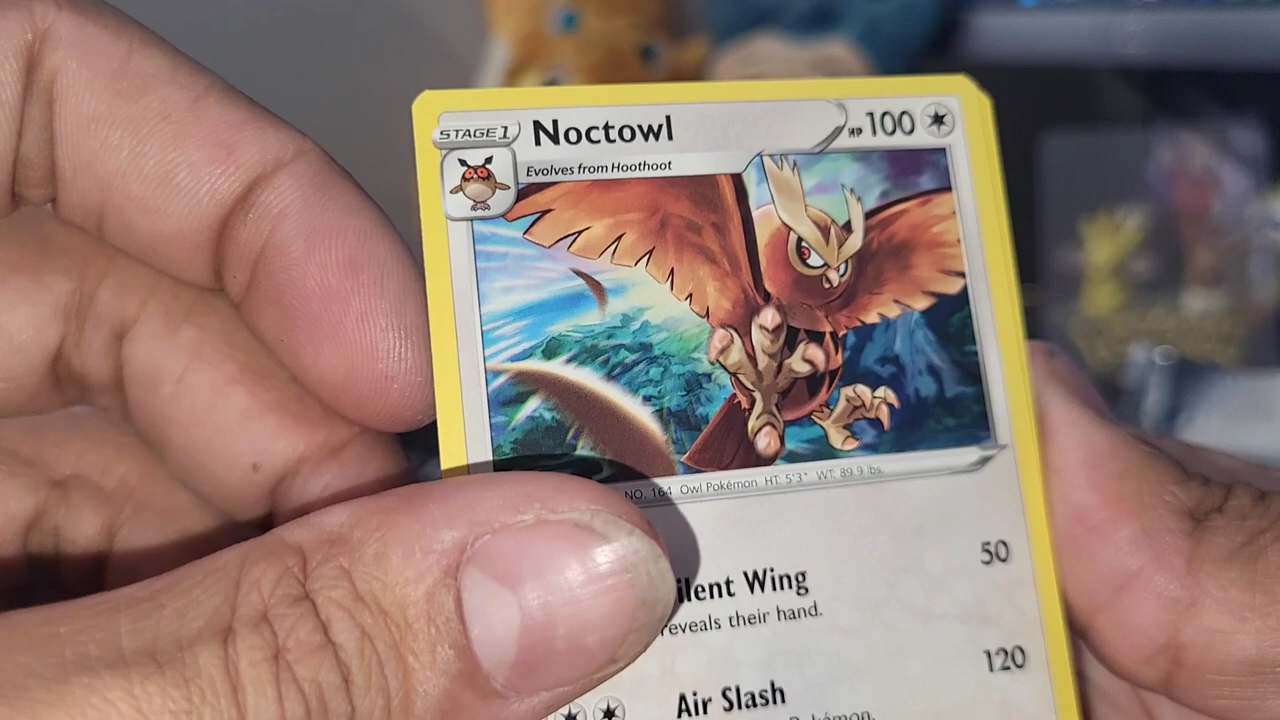 STAGE1 Noctowl HP 100
Evolves from Hoothoot
NO. 164 Owl Pokémon HT: 5'3" WT: 89.9 lbs.
ilent Wing 50
reveals their hand.
Air Slash 120
Pokémon.